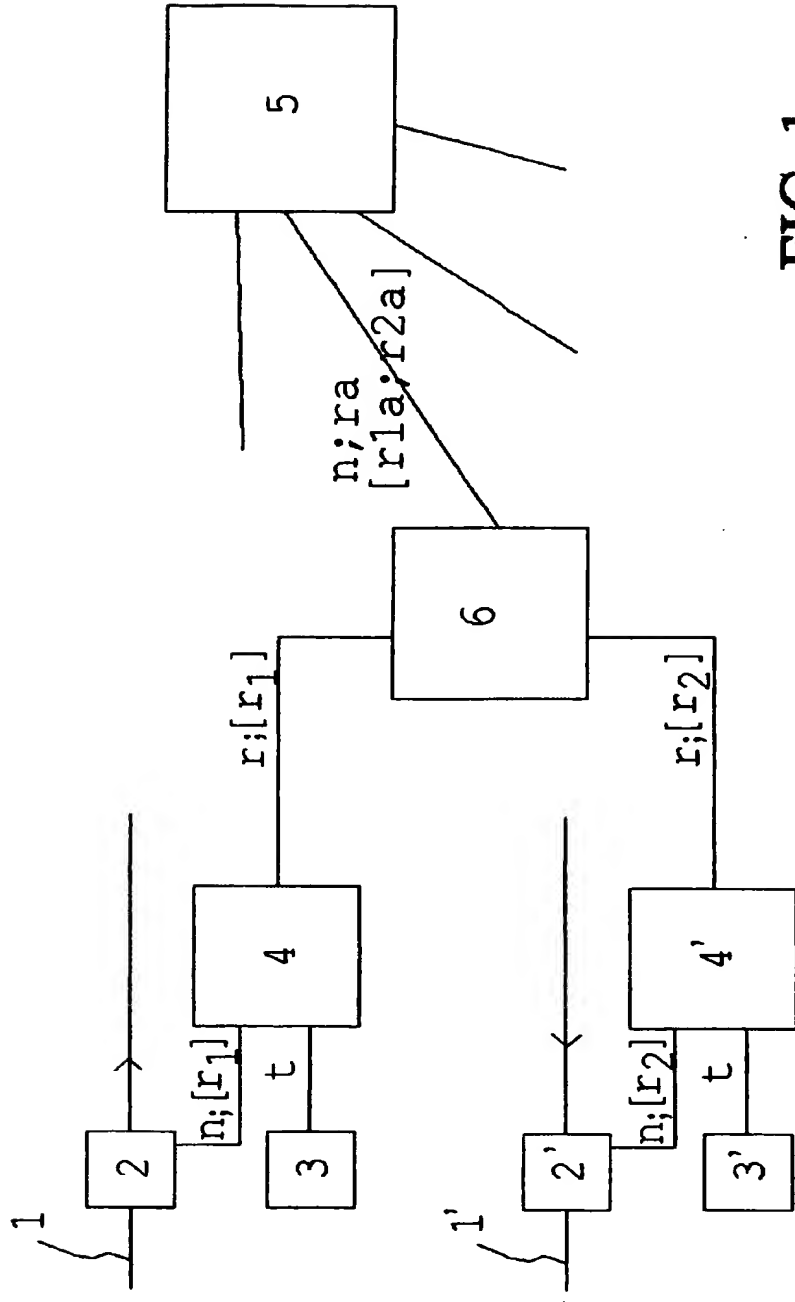 1
2
n;[r1]
3
t
4
r;[r1]
1'
2'
n;[r2]
3'
t
4'
r;[r2]
6
n;ra
[r1a;r2a]
5
FIG. 1